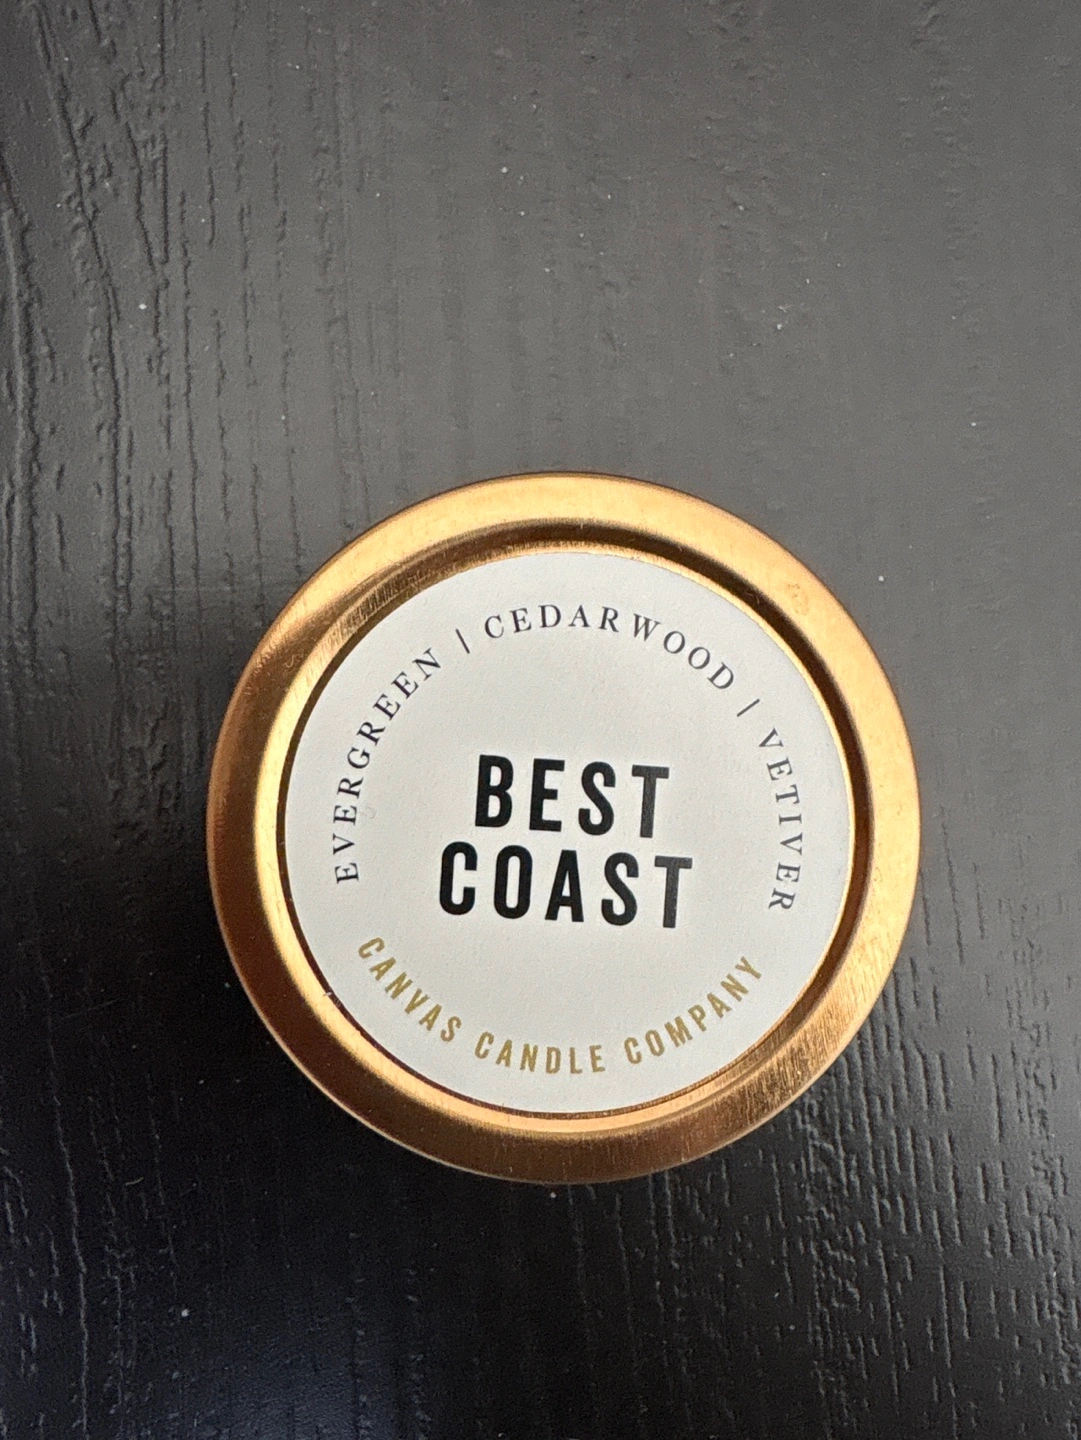 EVERGREEN | CEDARWOOD | VETIVER
BEST
COAST
CANVAS CANDLE COMPANY